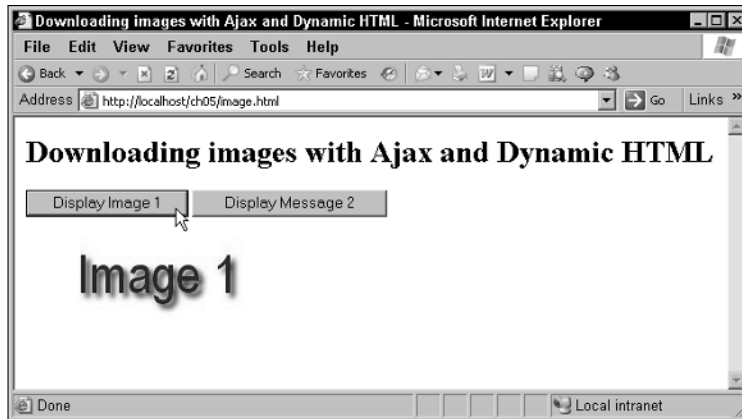 Downloading images with Ajax and Dynamic HTML - Microsoft Internet Explorer
File Edit View Favorites Tools Help
Back Search Favorites
Address http://localhost/ch05/image.html Go Links »
Downloading images with Ajax and Dynamic HTML
Display Image 1 Display Message 2
Image 1
Done Local intranet